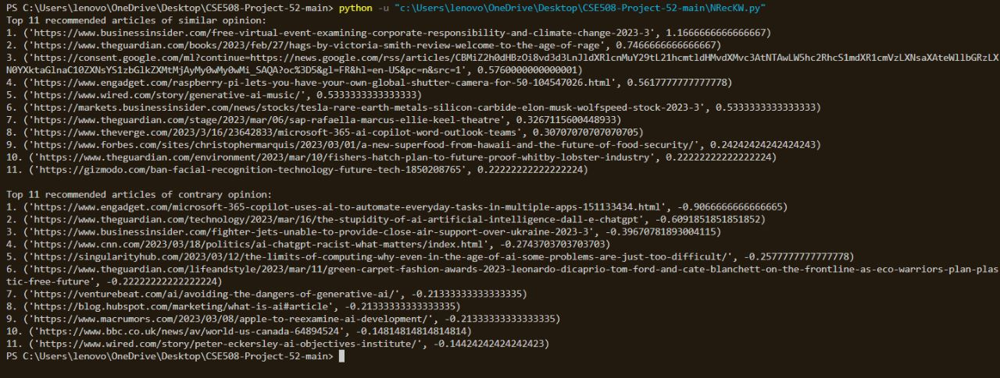 PS C:\Users\lenovo\OneDrive\Desktop\CSE508-Project-52-main> python -u "c:\Users\lenovo\OneDrive\Desktop\CSE508-Project-52-main\NRecKW.py"
Top 11 recommended articles of similar opinion:
1. ('https://www.businessinsider.com/free-virtual-event-examining-corporate-responsibility-and-climate-change-2023-3', 1.1666666666666667)
2. ('https://www.theguardian.com/books/2023/feb/27/hags-by-victoria-smith-review-welcome-to-the-age-of-rage', 0.7466666666666667)
3. ('https://consent.google.com/ml?continue=https://news.google.com/rss/articles/CBMiZ2h0dHBzOi8vd3d3LnJldXRlcnMuY29tL21hcmtldHMvdXMvc3AtNTAwLW5hc2RhcS1mdXR1cmVzLXNsaXAteWllbGRzLX
N0YXktaGlnaC10ZXNsYS1zbGlkZXMtMjAyMy0wMy0wMi_SAQA?oc%3D5&gl=FR&hl=en-US&pc=n&src=1', 0.5760000000000001)
4. ('https://www.engadget.com/raspberry-pi-lets-you-have-your-own-global-shutter-camera-for-50-104547026.html', 0.5617777777777778)
5. ('https://www.wired.com/story/generative-ai-music/', 0.5333333333333333)
6. ('https://markets.businessinsider.com/news/stocks/tesla-rare-earth-metals-silicon-carbide-elon-musk-wolfspeed-stock-2023-3', 0.5333333333333333)
7. ('https://www.theguardian.com/stage/2023/mar/06/sap-rafaella-marcus-ellie-keel-theatre', 0.3267115600448933)
8. ('https://www.theverge.com/2023/3/16/23642833/microsoft-365-ai-copilot-word-outlook-teams', 0.30707070707070705)
9. ('https://www.forbes.com/sites/christophermarquis/2023/03/01/a-new-superfood-from-hawaii-and-the-future-of-food-security/', 0.24242424242424243)
10. ('https://www.theguardian.com/environment/2023/mar/10/fishers-hatch-plan-to-future-proof-whitby-lobster-industry', 0.22222222222222224)
11. ('https://gizmodo.com/ban-facial-recognition-technology-future-tech-1850208765', 0.22222222222222224)
Top 11 recommended articles of contrary opinion:
1. ('https://www.engadget.com/microsoft-365-copilot-uses-ai-to-automate-everyday-tasks-in-multiple-apps-151133434.html', -0.9066666666666665)
2. ('https://www.theguardian.com/technology/2023/mar/16/the-stupidity-of-ai-artificial-intelligence-dall-e-chatgpt', -0.6091851851851852)
3. ('https://www.businessinsider.com/fighter-jets-unable-to-provide-close-air-support-over-ukraine-2023-3', -0.39670781893004115)
4. ('https://www.cnn.com/2023/03/18/politics/ai-chatgpt-racist-what-matters/index.html', -0.2743703703703703)
5. ('https://singularityhub.com/2023/03/12/the-limits-of-computing-why-even-in-the-age-of-ai-some-problems-are-just-too-difficult/', -0.2577777777777778)
6. ('https://www.theguardian.com/lifeandstyle/2023/mar/11/green-carpet-fashion-awards-2023-leonardo-dicaprio-tom-ford-and-cate-blanchett-on-the-frontline-as-eco-warriors-plan-plas
tic-free-future', -0.22222222222222224)
7. ('https://venturebeat.com/ai/avoiding-the-dangers-of-generative-ai/', -0.21333333333333335)
8. ('https://blog.hubspot.com/marketing/what-is-ai#article', -0.21333333333333335)
9. ('https://www.macrumors.com/2023/03/08/apple-to-reexamine-ai-development/', -0.21333333333333335)
10. ('https://www.bbc.co.uk/news/av/world-us-canada-64894524', -0.14814814814814814)
11. ('https://www.wired.com/story/peter-eckersley-ai-objectives-institute/', -0.14424242424242423)
PS C:\Users\lenovo\OneDrive\Desktop\CSE508-Project-52-main>